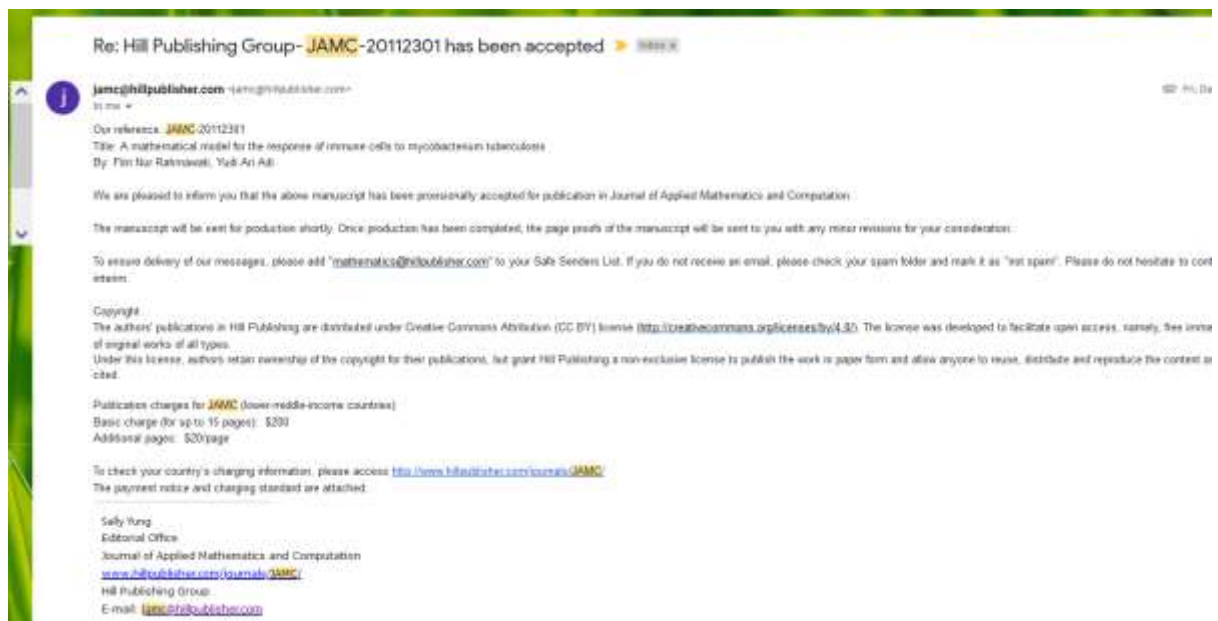 Re: Hill Publishing Group- JAMC-20112301 has been accepted
Inbox x
j
jamc@hillpublisher.com <jamc@hillpublisher.com>
Fri, De
to me
Our reference: JAMC-20112301
Title: A mathematical model for the response of immune cells to mycobacterium tuberculosis
By: Nur Rahmawati, Yudi Ari Adi
We are pleased to inform you that the above manuscript has been provisionally accepted for publication in Journal of Applied Mathematics and Computation
The manuscript will be sent for production shortly. Once production has been completed, the page proofs of the manuscript will be sent to you with any minor revisions for your consideration.
To ensure delivery of our messages, please add "mathematics@hillpublisher.com" to your Safe Senders List. If you do not receive an email, please check your spam folder and mark it as "not spam". Please do not hesitate to cont
interim.
Copyright
The authors' publications in Hill Publishing are distributed under Creative Commons Attribution (CC BY) license (http://creativecommons.org/licenses/by/4.0/). The license was developed to facilitate open access, namely, free imme
of original works of all types.
Under this license, authors retain ownership of the copyright for their publications, but grant Hill Publishing a non-exclusive license to publish the work in paper form and allow anyone to reuse, distribute and reproduce the content
cited.
Publication charges for JAMC (lower-middle-income countries)
Basic charge (for up to 15 pages): $200
Additional pages: $20/page
To check your country's charging information, please access http://www.hillpublisher.com/journals/JAMC/
The payment notice and charging standard are attached.
Sally Yung
Editorial Office
Journal of Applied Mathematics and Computation
www.hillpublisher.com/journals/JAMC/
Hill Publishing Group
E-mail: jamc@hillpublisher.com